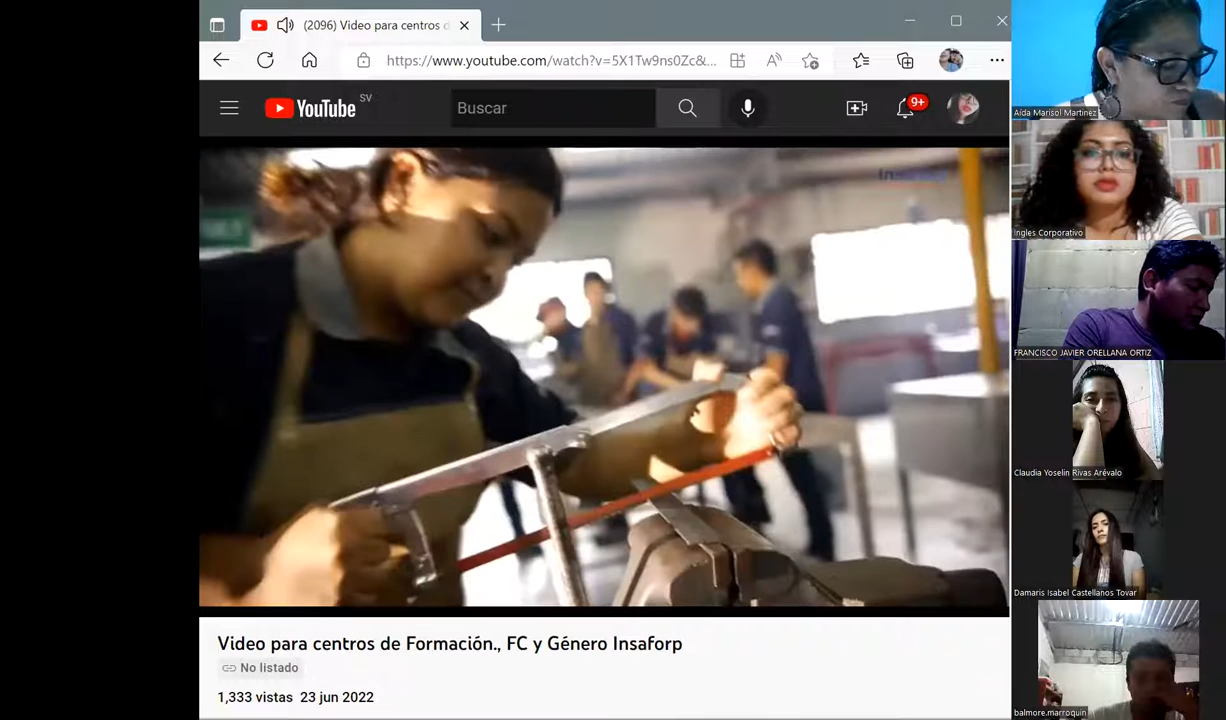 (2096) Video para centros d
https://www.youtube.com/watch?v=5X1Tw9ns0Zc&...
YouTube SV
Buscar
9+
Video para centros de Formación., FC y Género Insaforp
No listado
1,333 vistas 23 jun 2022
Aída Marisol Martinez
Ingles Corporativo
FRANCISCO JAVIER ORELLANA ORTIZ
Claudia Yoselin Rivas Arévalo
Damaris Isabel Castellanos Tovar
balmore.marroquin